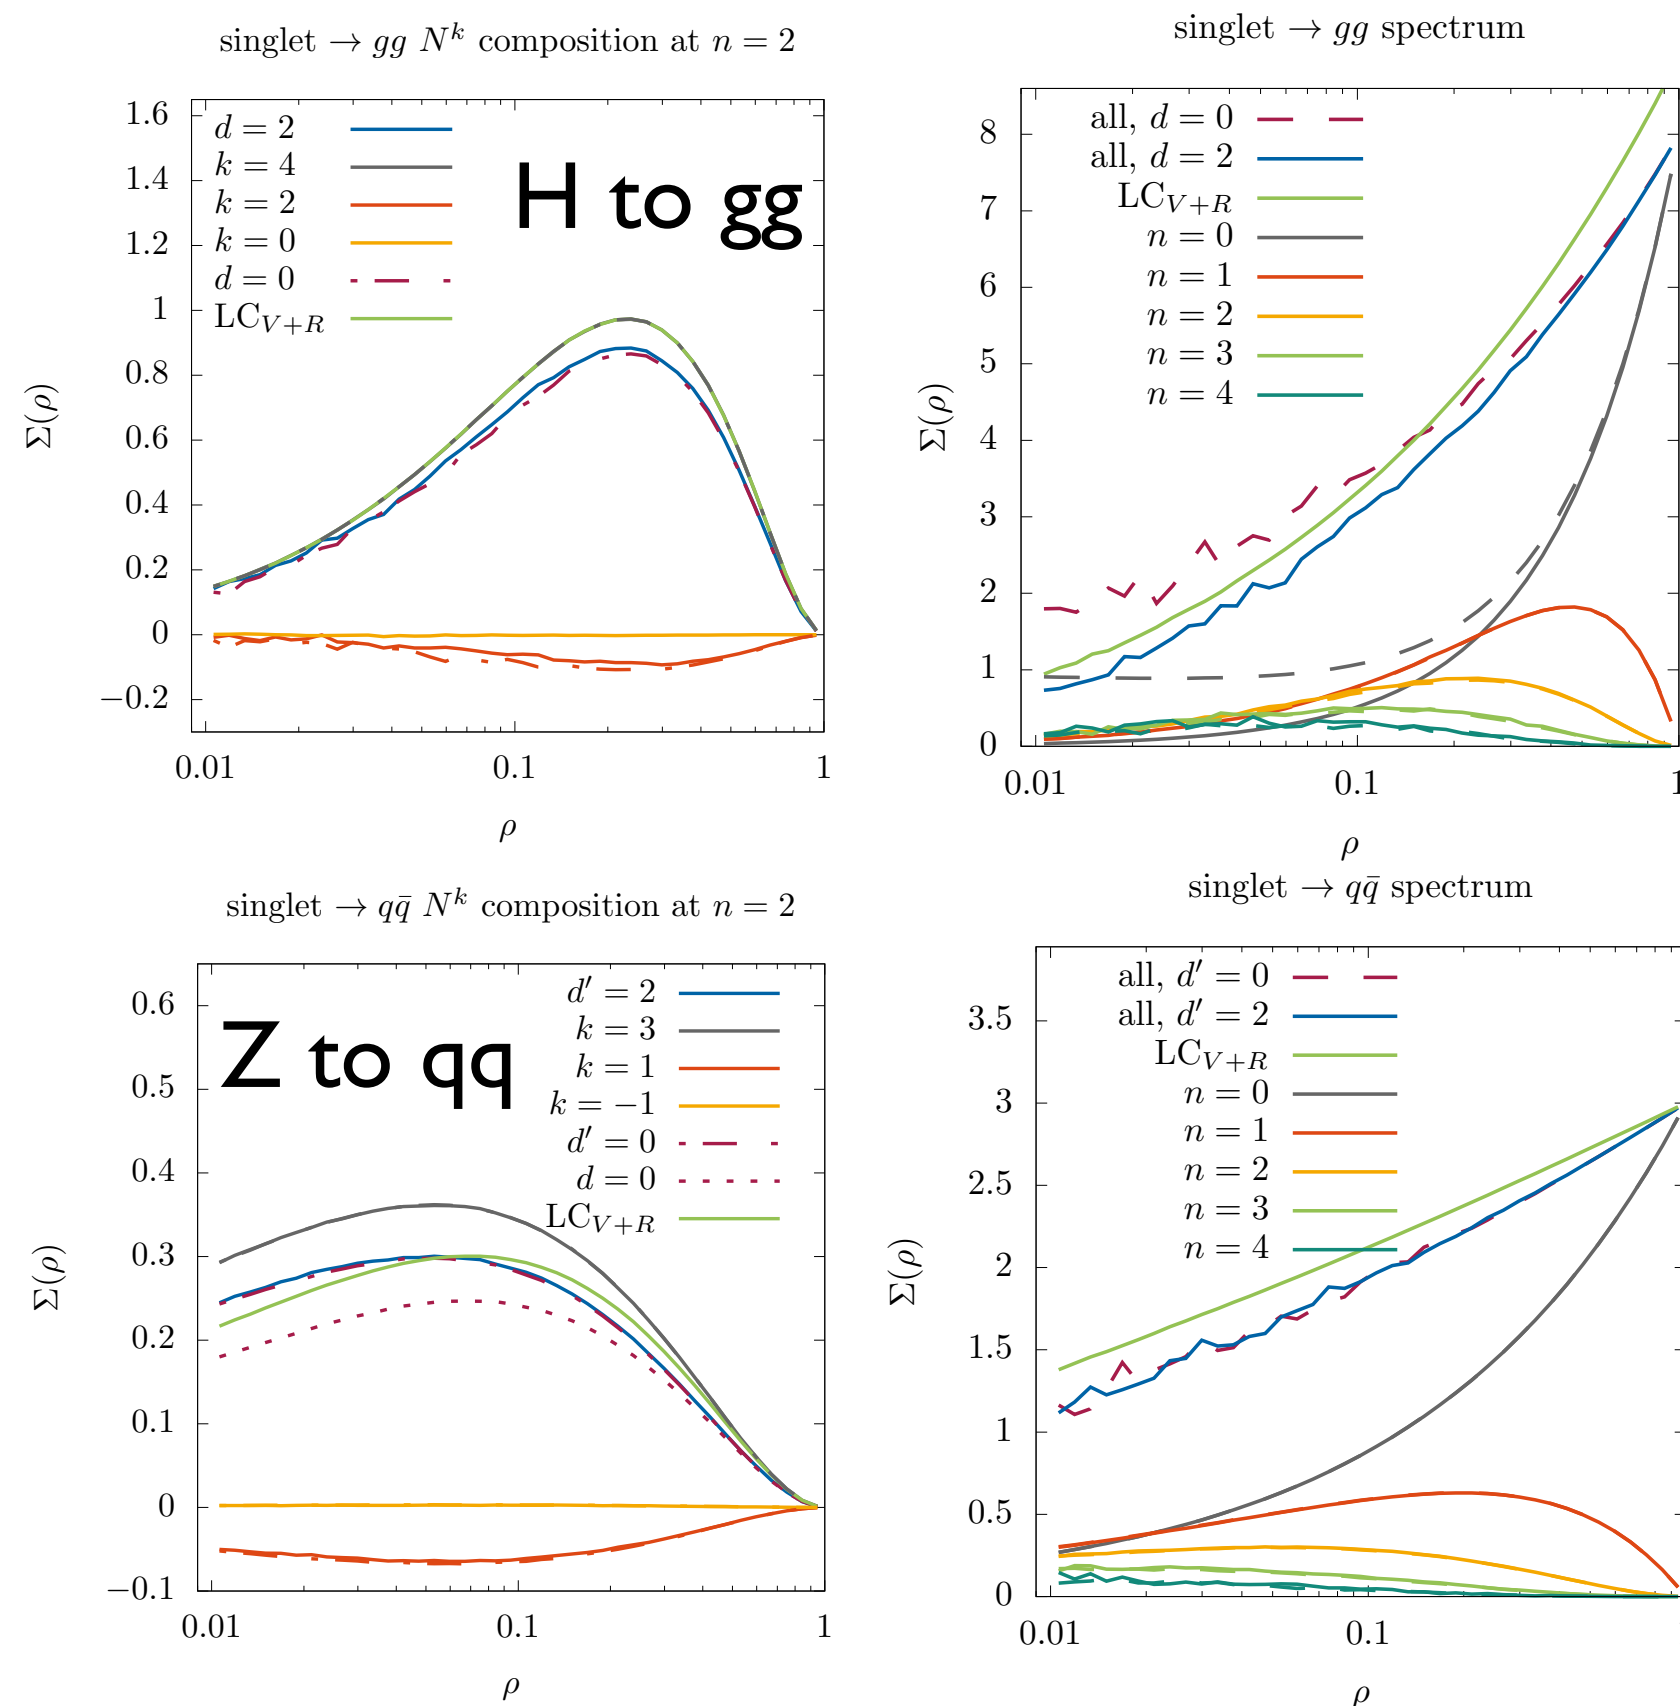 singlet → gg N^k composition at n = 2
1.6
1.4
1.2
1
0.8
0.6
0.4
0.2
0
−0.2
0.01
0.1
1
Σ(ρ)
ρ
d = 2
k = 4
k = 2
k = 0
d = 0
LC_{V+R}
H to gg
singlet → gg spectrum
8
7
6
5
4
3
2
1
0
0.01
0.1
1
Σ(ρ)
ρ
all, d = 0
all, d = 2
LC_{V+R}
n = 0
n = 1
n = 2
n = 3
n = 4
singlet → qq̄ N^k composition at n = 2
0.6
0.5
0.4
0.3
0.2
0.1
0
−0.1
0.01
0.1
1
Σ(ρ)
ρ
d′ = 2
k = 3
k = 1
k = −1
d′ = 0
d = 0
LC_{V+R}
Z to qq
singlet → qq̄ spectrum
3.5
3
2.5
2
1.5
1
0.5
0
0.01
0.1
Σ(ρ)
ρ
all, d′ = 0
all, d′ = 2
LC_{V+R}
n = 0
n = 1
n = 2
n = 3
n = 4